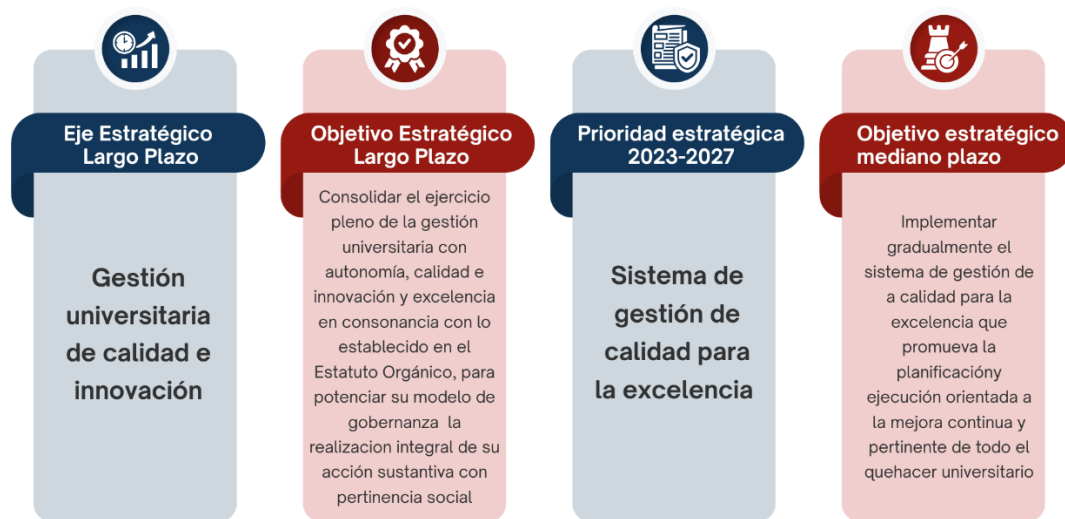 Eje Estratégico
Largo Plazo
Gestión
universitaria
de calidad e
innovación
Objetivo Estratégico
Largo Plazo
Consolidar el ejercicio
pleno de la gestión
universitaria con
autonomía, calidad e
innovación y excelencia
en consonancia con lo
establecido en el
Estatuto Orgánico, para
potenciar su modelo de
gobernanza la
realizacion integral de su
acción sustantiva con
pertinencia social
Prioridad estratégica
2023-2027
Sistema de
gestión de
calidad para
la excelencia
Objetivo estratégico
mediano plazo
Implementar
gradualmente el
sistema de gestión de
a calidad para la
excelencia que
promueva la
planificacióny
ejecución orientada a
la mejora continua y
pertinente de todo el
quehacer universitario